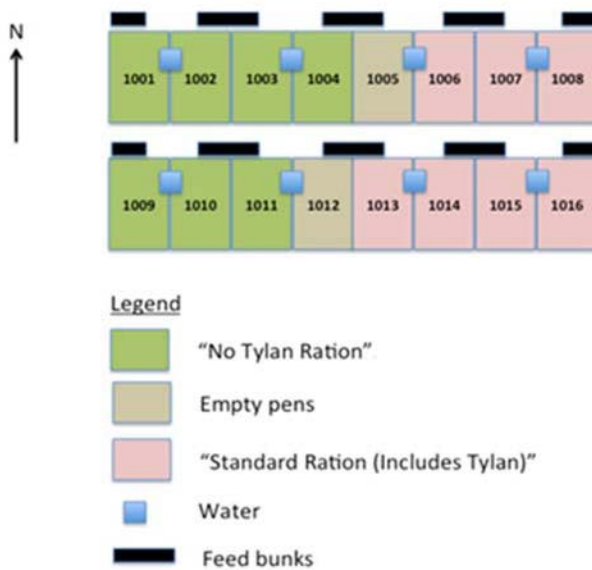 N
1001 1002 1003 1004 1005 1006 1007 1008
1009 1010 1011 1012 1013 1014 1015 1016
Legend
“No Tylan Ration”
Empty pens
“Standard Ration (Includes Tylan)”
Water
Feed bunks